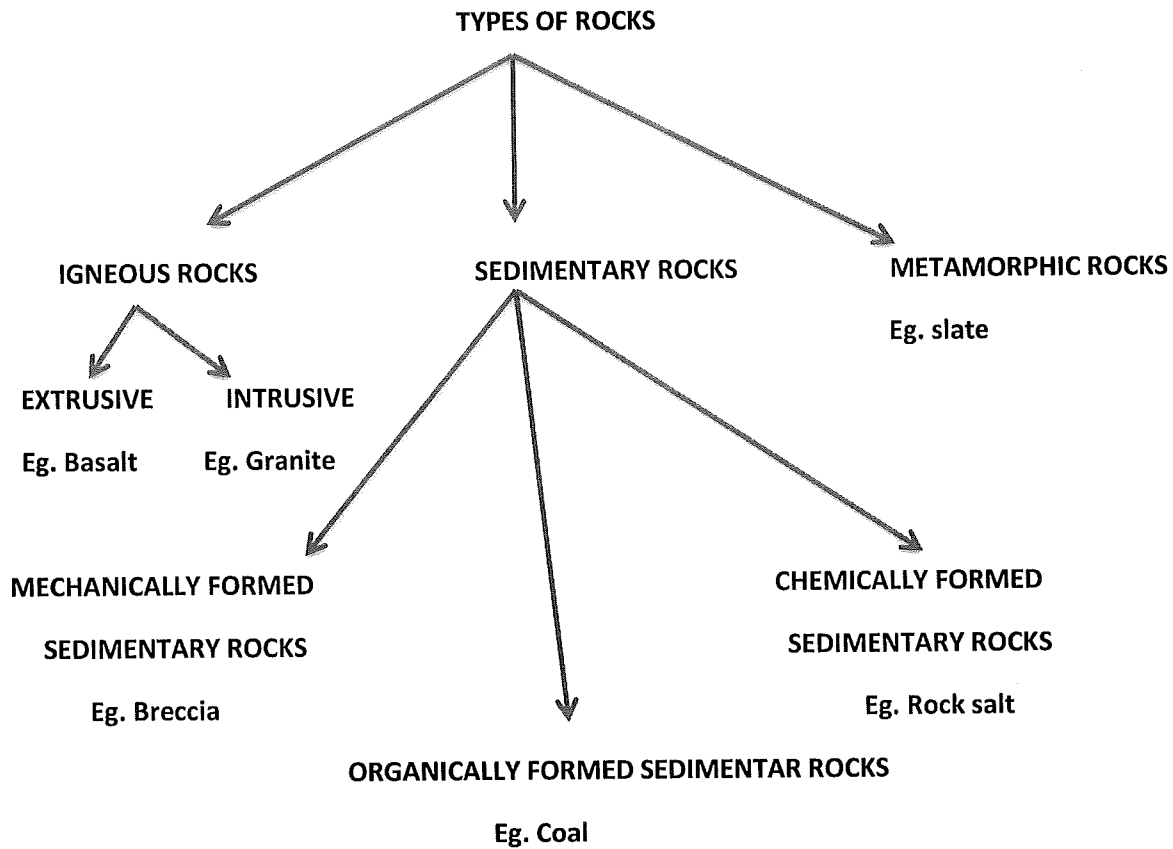 TYPES OF ROCKS
IGNEOUS ROCKS
SEDIMENTARY ROCKS
METAMORPHIC ROCKS
Eg. slate
EXTRUSIVE
INTRUSIVE
Eg. Basalt
Eg. Granite
MECHANICALLY FORMED
SEDIMENTARY ROCKS
Eg. Breccia
CHEMICALLY FORMED
SEDIMENTARY ROCKS
Eg. Rock salt
ORGANICALLY FORMED SEDIMENTAR ROCKS
Eg. Coal